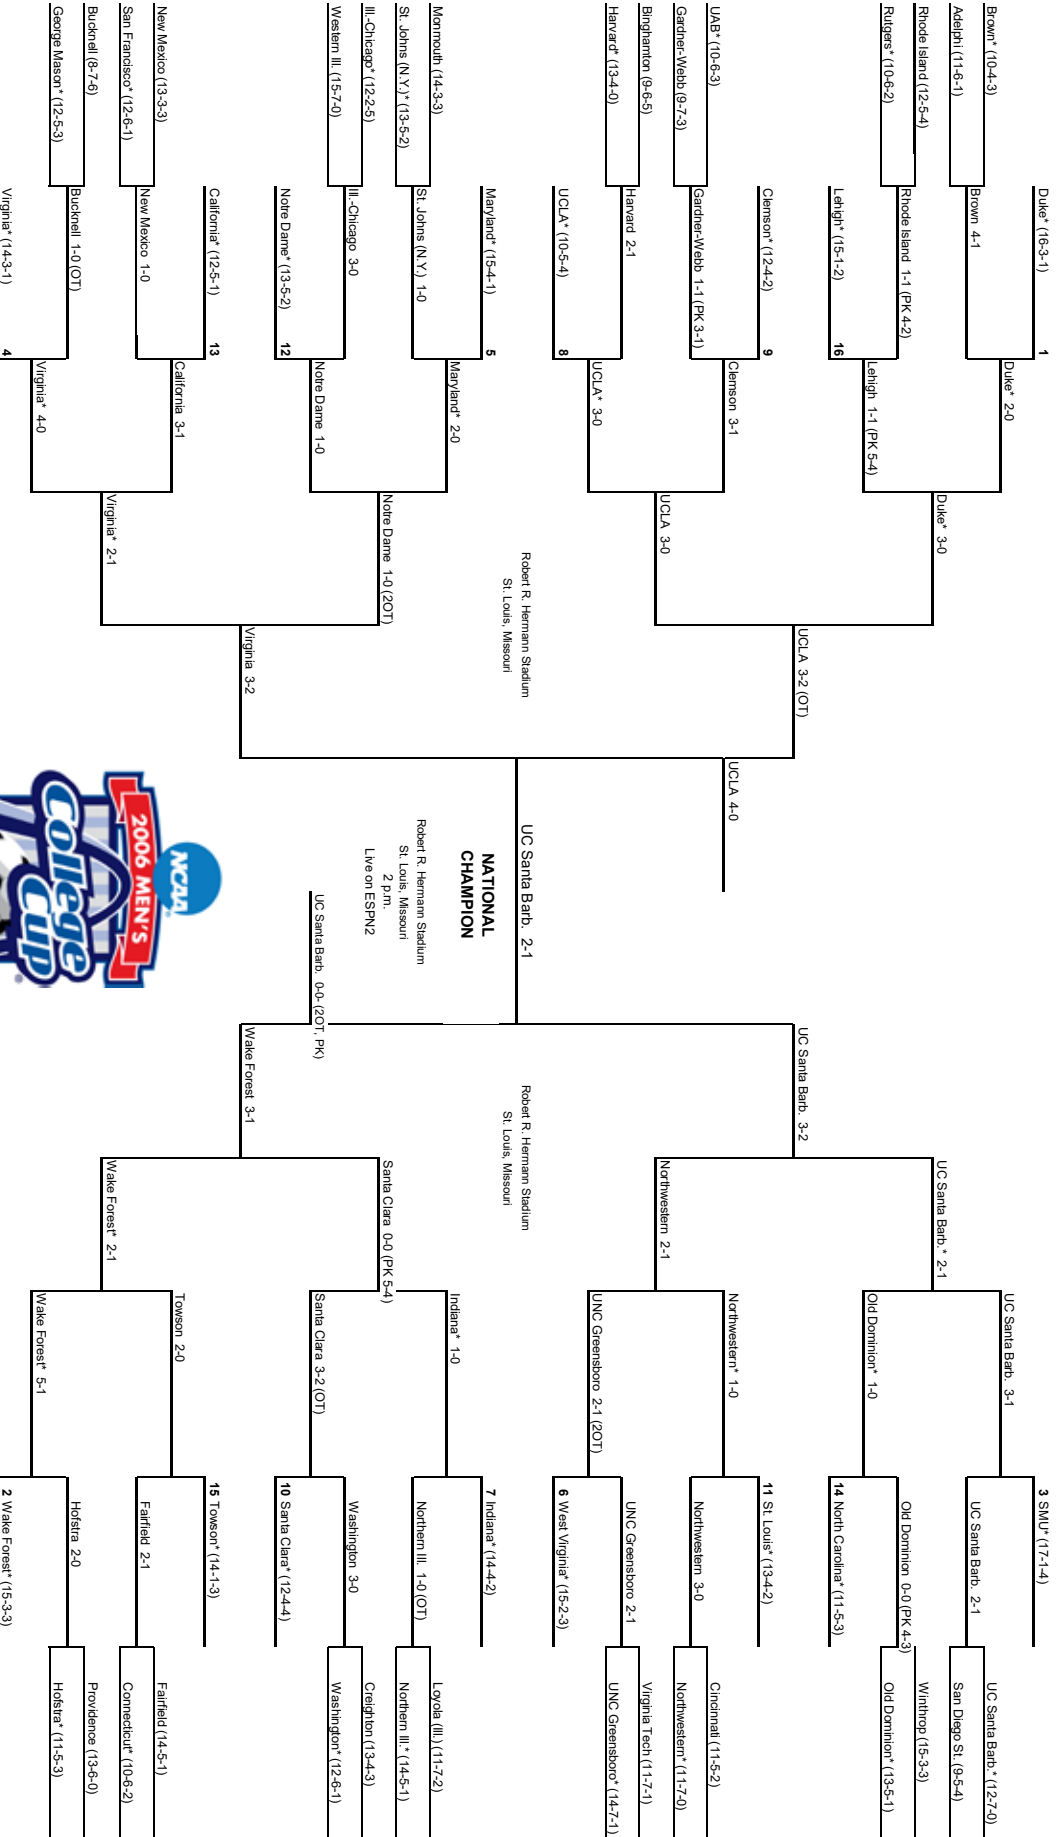 Brown* (10-4-3)
Adelphi (11-6-1)
Rhode Island (12-5-4)
Rutgers* (10-6-2)
UAB* (10-6-3)
Gardner-Webb (9-7-3)
Binghamton (9-6-5)
Harvard* (13-4-0)
Monmouth (14-3-3)
St. Johns (N.Y.)* (13-5-2)
Ill.-Chicago* (12-2-5)
Western Ill. (15-7-0)
New Mexico (13-3-3)
San Francisco* (12-6-1)
Bucknell (8-7-6)
George Mason* (12-5-3)
Duke* (16-3-1) 1
Brown 4-1
Rhode Island 1-1 (PK 4-2)
Lehigh* (15-1-2) 16
Clemson* (12-4-2) 9
Gardner-Webb 1-1 (PK 3-1)
Harvard 2-1
UCLA* (10-5-4) 8
Maryland* (15-4-1) 5
St. Johns (N.Y.) 1-0
Ill.-Chicago 3-0
Notre Dame* (13-5-2) 12
California* (12-5-1) 13
New Mexico 1-0
Bucknell 1-0 (OT)
Virginia* (14-3-1) 4
Duke* 2-0
Lehigh 1-1 (PK 5-4)
Clemson 3-1
UCLA* 3-0
Maryland* 2-0
Notre Dame 1-0
California 3-1
Virginia* 4-0
Duke* 3-0
UCLA 3-0
Notre Dame 1-0 (2OT)
Virginia* 2-1
Robert R. Hermann Stadium
St. Louis, Missouri
UCLA 3-2 (OT)
Virginia 3-2
UCLA 4-0
UC Santa Barb. 2-1
NATIONAL
CHAMPION
Robert R. Hermann Stadium
St. Louis, Missouri
2 p.m.
Live on ESPN2
UC Santa Barb. 0-0- (2OT, PK)
NCAA
2006 MEN'S
College
Cup
UC Santa Barb. 3-2
Wake Forest 3-1
Robert R. Hermann Stadium
St. Louis, Missouri
UC Santa Barb.* 2-1
Northwestern 2-1
Santa Clara 0-0 (PK 5-4)
Wake Forest* 2-1
UC Santa Barb. 3-1
Old Dominion* 1-0
Northwestern* 1-0
UNC Greensboro 2-1 (2OT)
Indiana* 1-0
Santa Clara 3-2 (OT)
Towson 2-0
Wake Forest* 5-1
3 SMU* (17-1-4)
UC Santa Barb. 2-1
Old Dominion 0-0 (PK 4-3)
14 North Carolina* (11-5-3)
11 St. Louis* (13-4-2)
Northwestern 3-0
UNC Greensboro 2-1
6 West Virginia* (15-2-3)
7 Indiana* (14-4-2)
Northern Ill. 1-0 (OT)
Washington 3-0
10 Santa Clara* (12-4-4)
15 Towson* (14-1-3)
Fairfield 2-1
Hofstra 2-0
2 Wake Forest* (15-3-3)
UC Santa Barb.* (12-7-0)
San Diego St. (9-5-4)
Winthrop (15-3-3)
Old Dominion* (13-5-1)
Cincinnati (11-5-2)
Northwestern* (11-7-0)
Virginia Tech (11-7-1)
UNC Greensboro* (14-7-1)
Loyola (Ill.) (11-7-2)
Northern Ill.* (14-5-1)
Creighton (13-4-3)
Washington* (12-6-1)
Fairfield (14-5-1)
Connecticut* (10-6-2)
Providence (13-6-0)
Hofstra* (11-5-3)